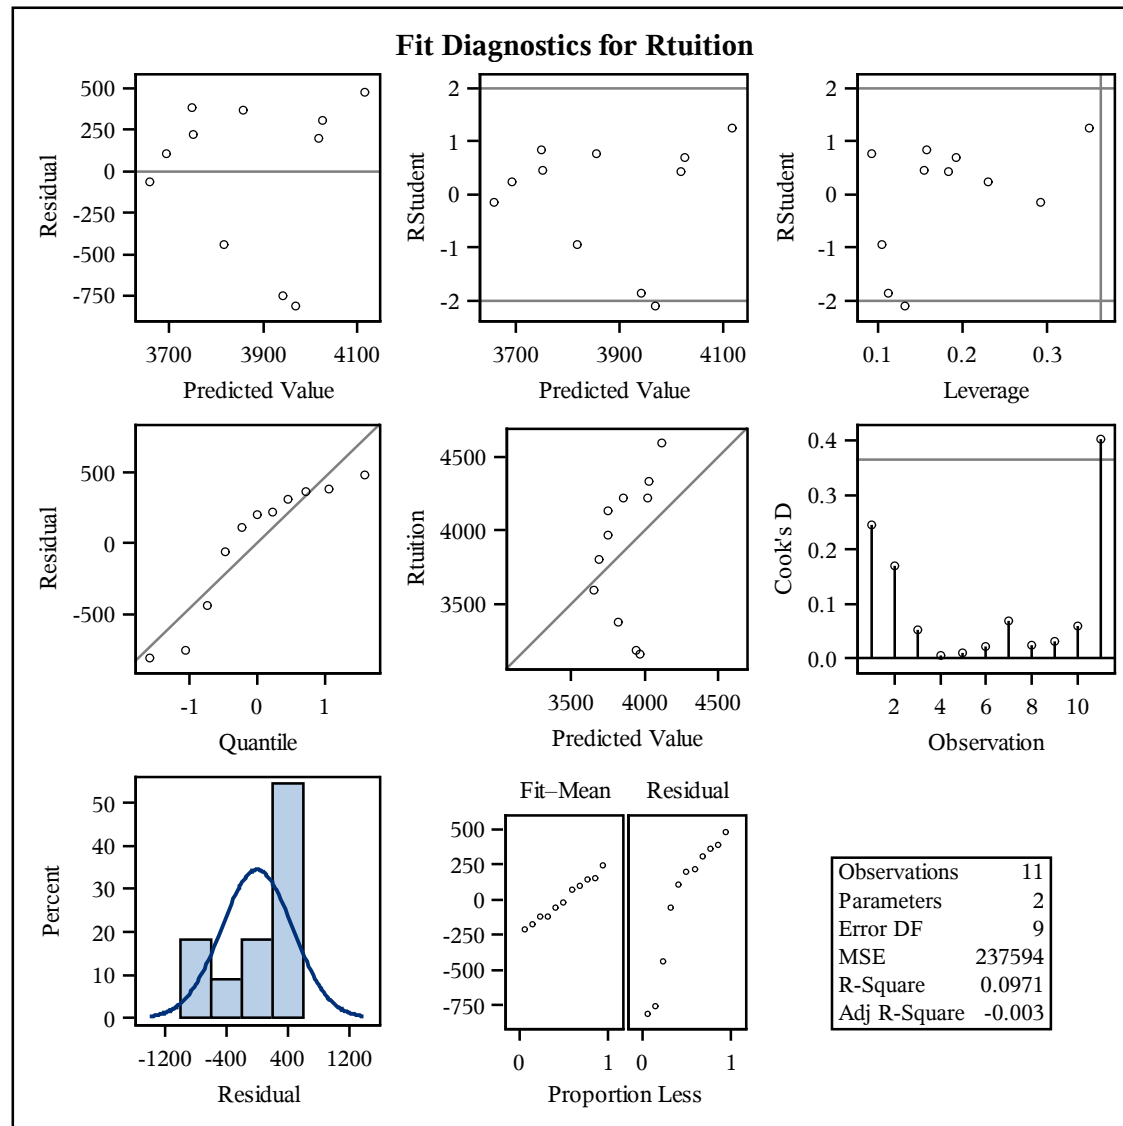 Fit Diagnostics for Rtuition
500
250
0
-250
-500
-750
Residual
3700 3900 4100
Predicted Value
2
1
0
-1
-2
RStudent
3700 3900 4100
Predicted Value
2
1
0
-1
-2
RStudent
0.1 0.2 0.3
Leverage
500
0
-500
Residual
-1 0 1
Quantile
4500
4000
3500
Rtuition
3500 4000 4500
Predicted Value
0.4
0.3
0.2
0.1
0.0
Cook's D
2 4 6 8 10
Observation
50
40
30
20
10
0
Percent
-1200 -400 400 1200
Residual
Fit–Mean Residual
500
250
0
-250
-500
-750
0 1 0 1
Proportion Less
Observations 11
Parameters 2
Error DF 9
MSE 237594
R-Square 0.0971
Adj R-Square -0.003